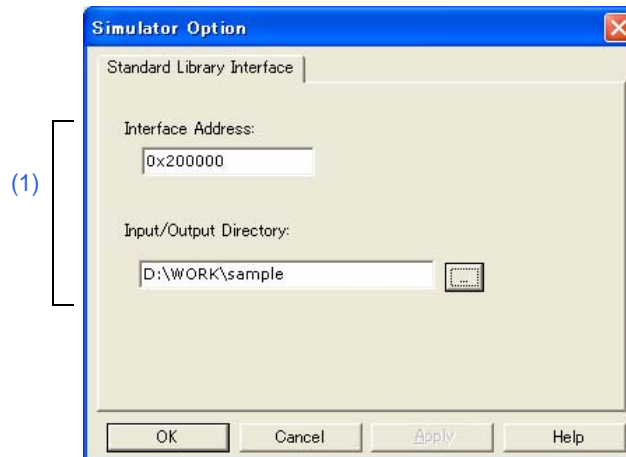 Simulator Option
Standard Library Interface
(1)
Interface Address:
0x200000
Input/Output Directory:
D:\WORK\sample
...
OK
Cancel
Apply
Help